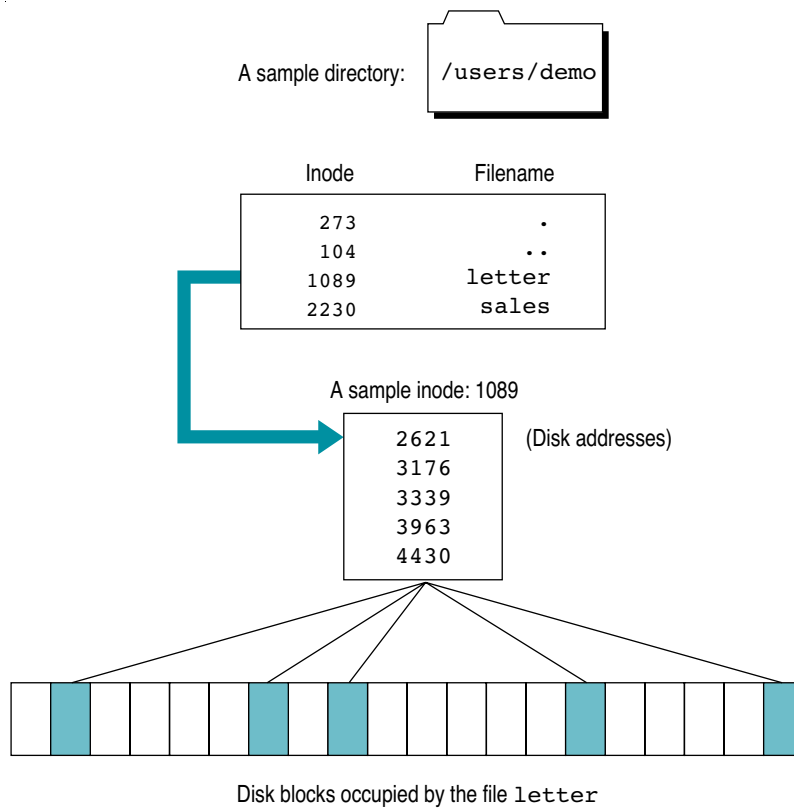 A sample directory: /users/demo
Inode Filename
273 .
104 ..
1089 letter
2230 sales
A sample inode: 1089
2621 (Disk addresses)
3176
3339
3963
4430
Disk blocks occupied by the file letter